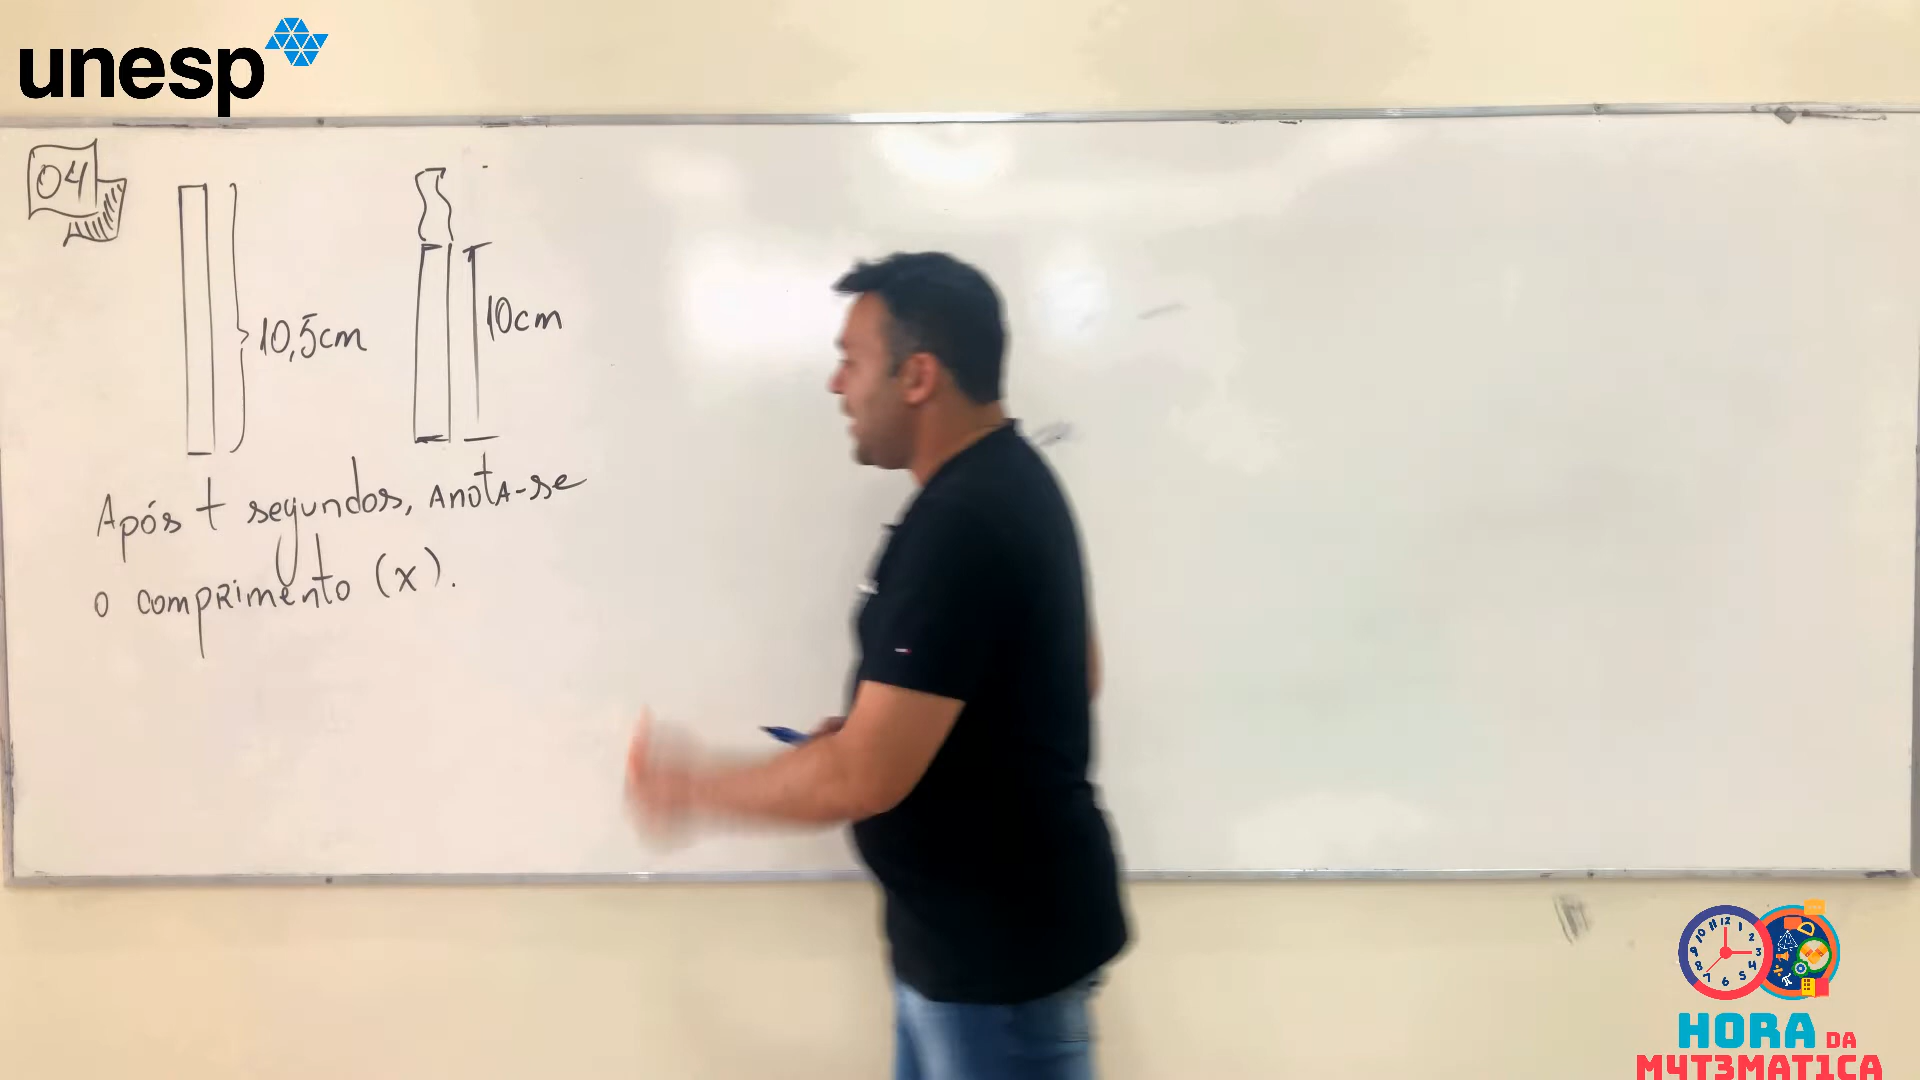 unesp
04
10,5cm
10cm
Após t segundos, anota-se
o comprimento (x).
HORA DA
M4T3MAT1CA